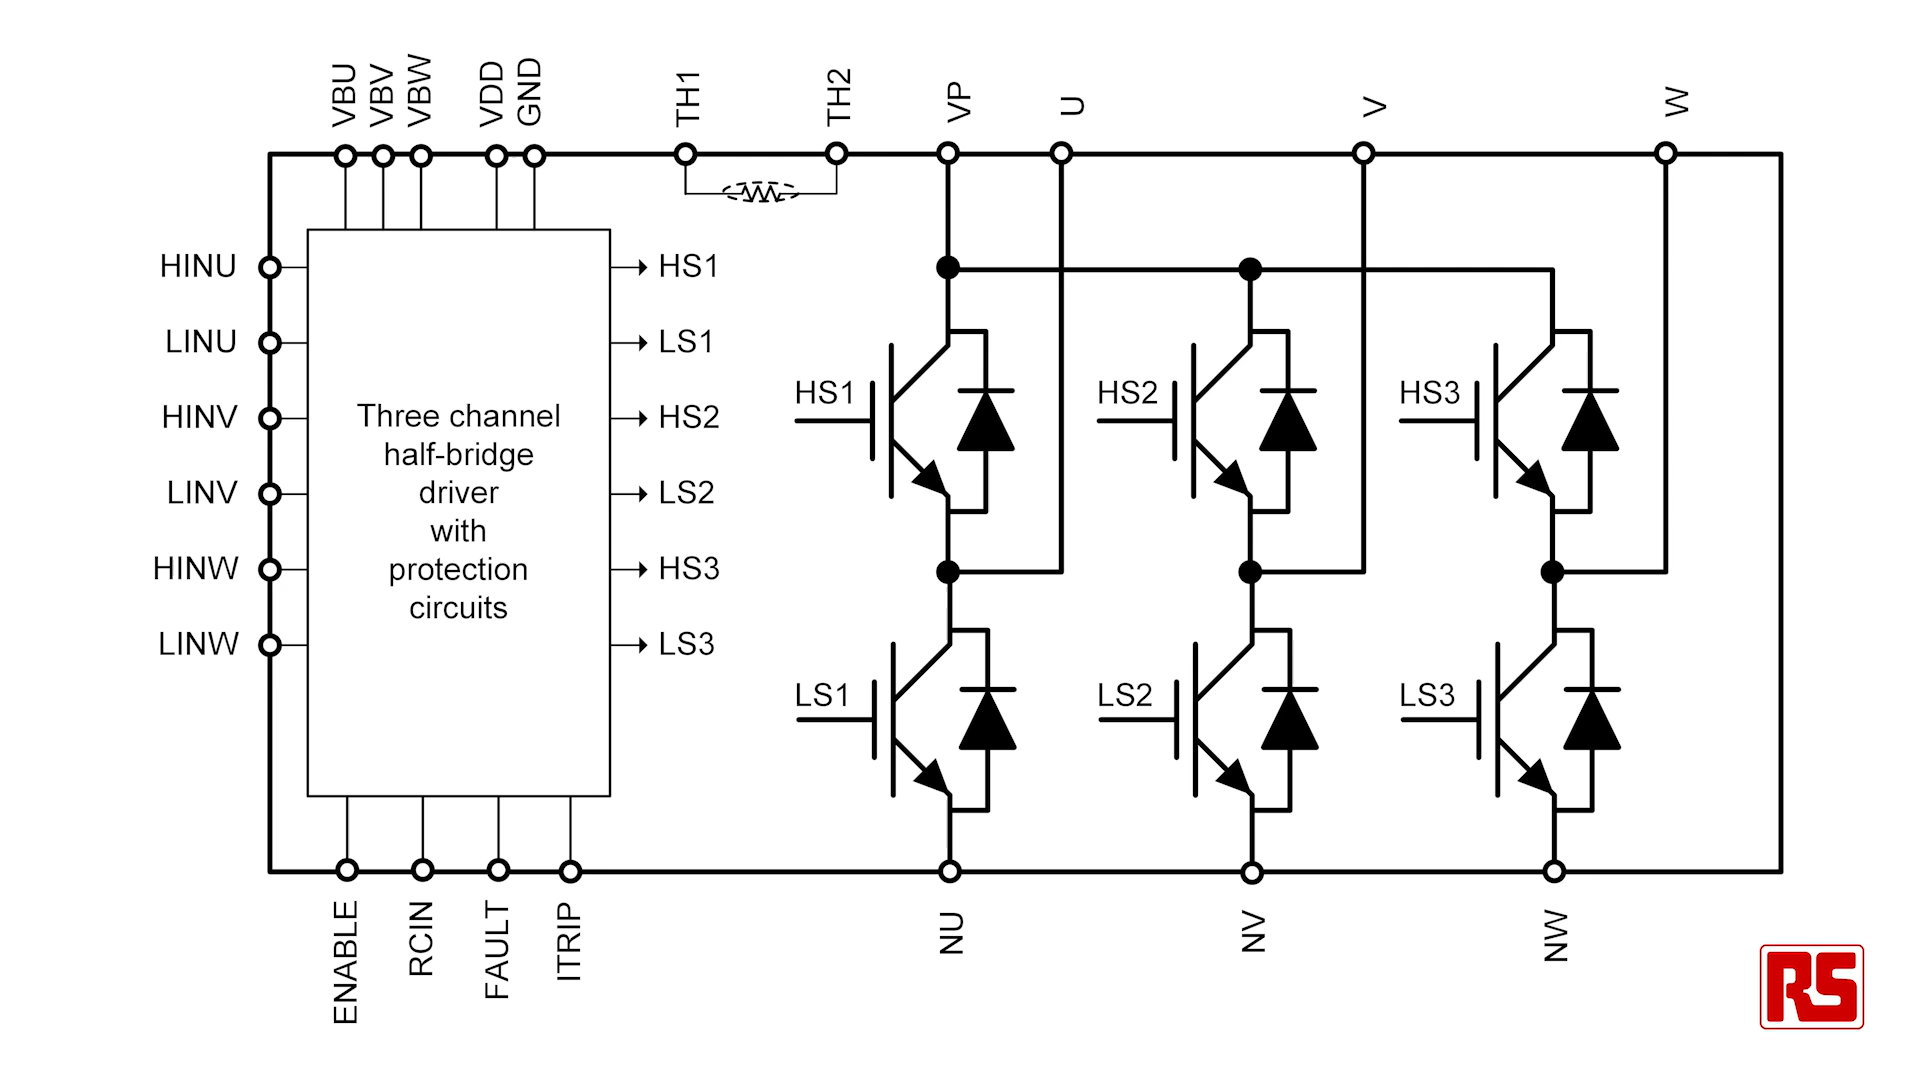 VBU
VBV
VBW
VDD
GND
TH1
TH2
VP
U
V
W
HINU
LINU
HINV
LINV
HINW
LINW
Three channel
half-bridge
driver
with
protection
circuits
HS1
LS1
HS2
LS2
HS3
LS3
HS1
HS2
HS3
LS1
LS2
LS3
ENABLE
RCIN
FAULT
ITRIP
NU
NV
NW
RS